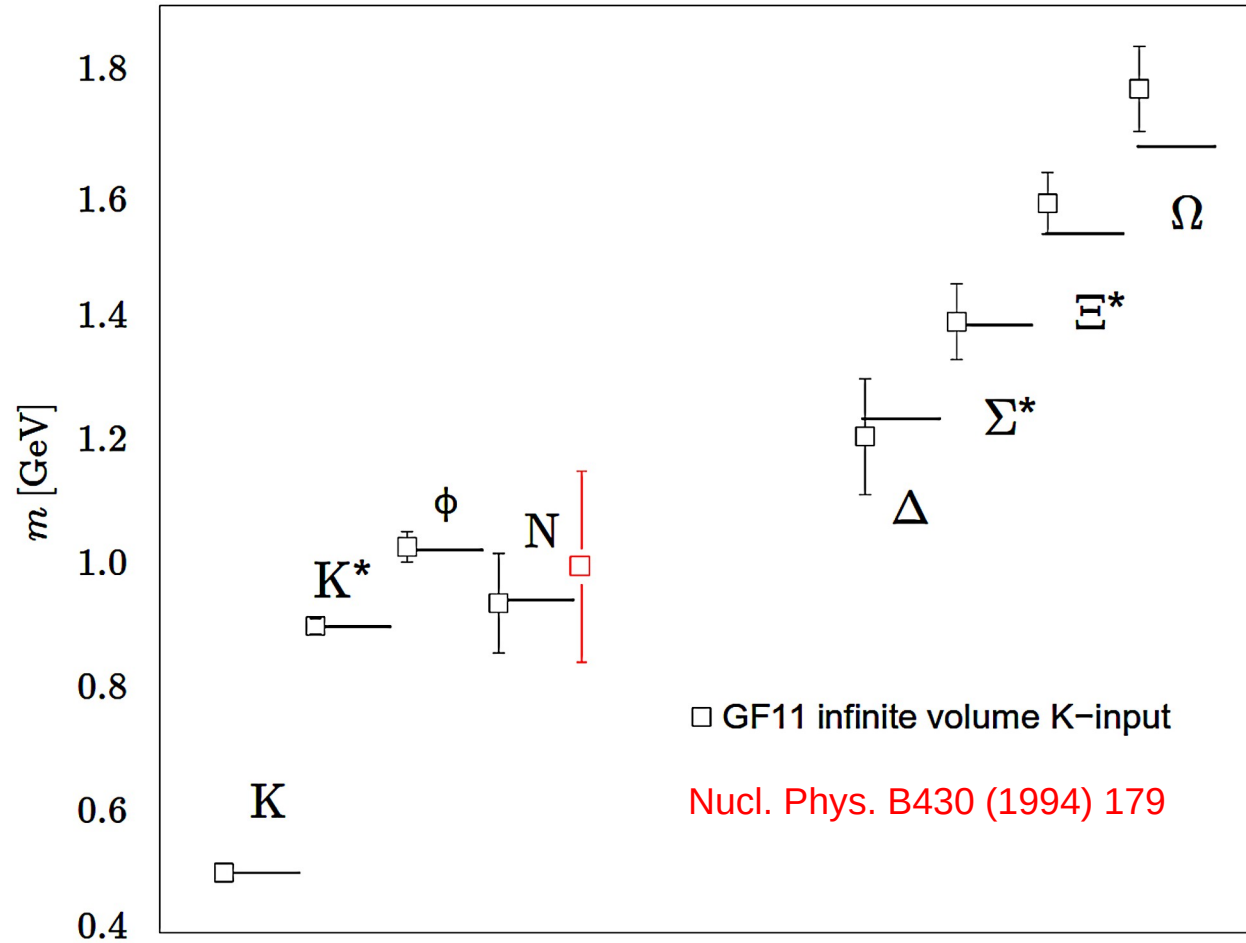 1.8
1.6
1.4
1.2
1.0
0.8
0.6
0.4
m [GeV]
K
K*
ϕ
N
Δ
Σ*
Ξ*
Ω
GF11 infinite volume K−input
Nucl. Phys. B430 (1994) 179